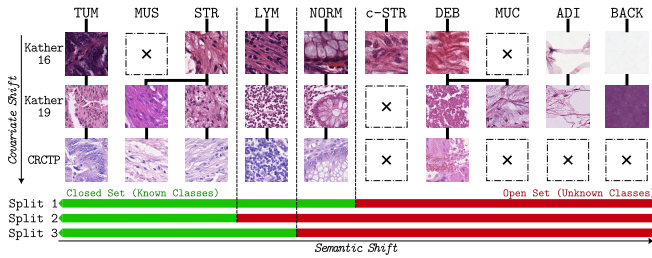 TUM MUS STR LYM NORM c-STR DEB MUC ADI BACK
Kather
16
Kather
19
CRCTP
Covariate Shift
Closed Set (Known Classes) Open Set (Unknown Classes)
Split 1
Split 2
Split 3
Semantic Shift